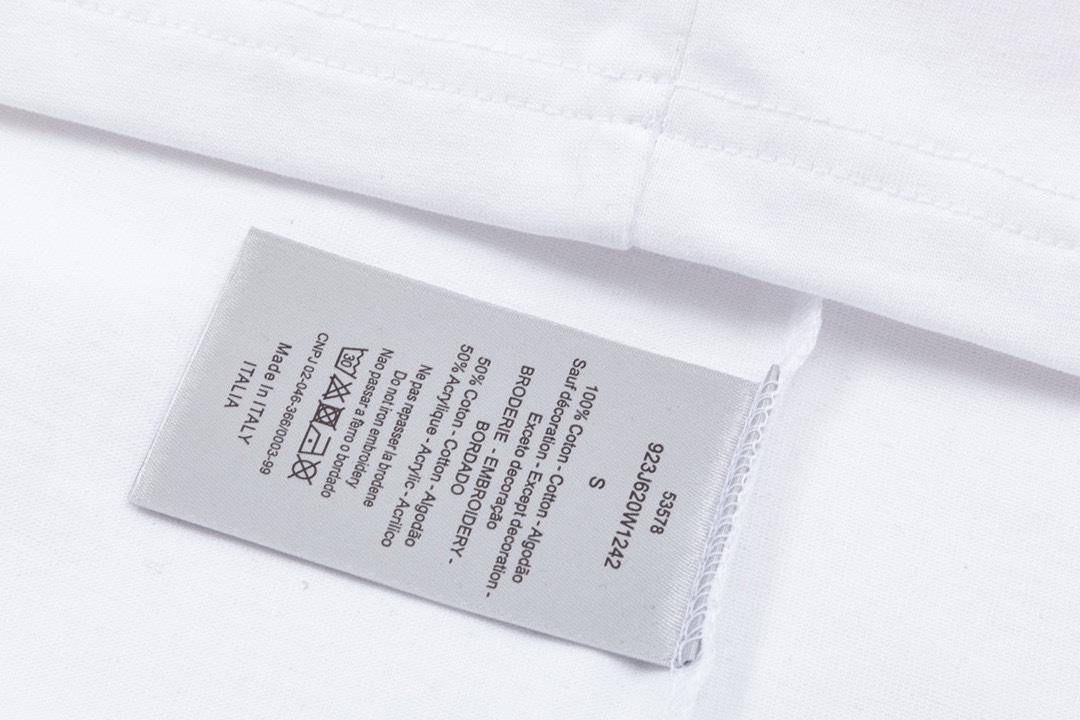 53578
923J620W1242
S
100% Coton - Cotton - Algodão
Sauf décoration - Except decoration -
Exceto decoração
BRODERIE - EMBROIDERY -
BORDADO
50% Coton - Cotton - Algodão
50% Acrylique - Acrylic - Acrilico
Ne pas repasser la broderie
Do not iron embroidery
Não passar a ferro o bordado
30
CNPJ 02-046-366/0003-99
Made In ITALY
ITALIA